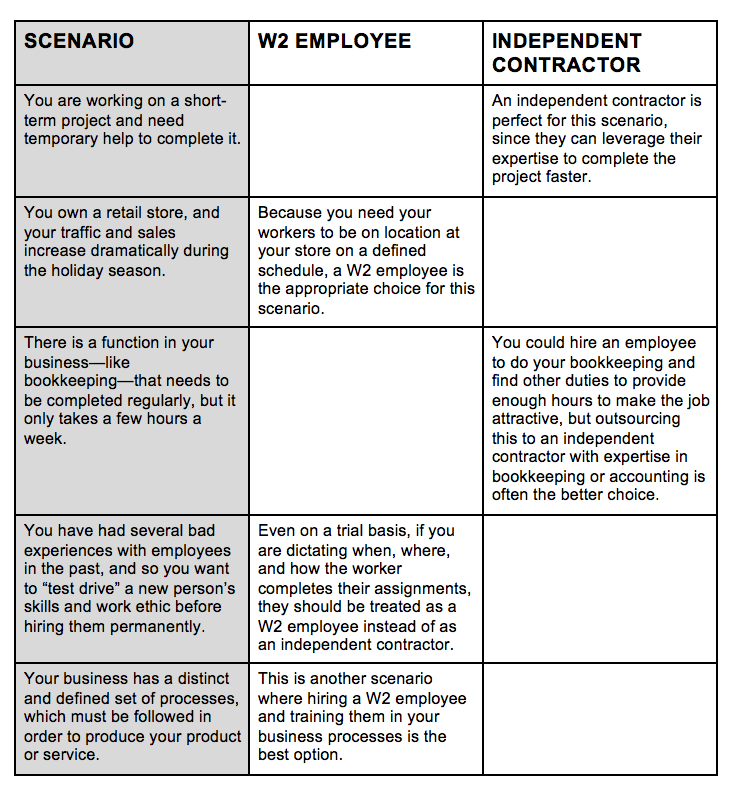 SCENARIO
W2 EMPLOYEE
INDEPENDENT
CONTRACTOR
You are working on a short-
term project and need
temporary help to complete it.
An independent contractor is
perfect for this scenario,
since they can leverage their
expertise to complete the
project faster.
You own a retail store, and
your traffic and sales
increase dramatically during
the holiday season.
Because you need your
workers to be on location at
your store on a defined
schedule, a W2 employee is
the appropriate choice for this
scenario.
There is a function in your
business—like
bookkeeping—that needs to
be completed regularly, but it
only takes a few hours a
week.
You could hire an employee
to do your bookkeeping and
find other duties to provide
enough hours to make the job
attractive, but outsourcing
this to an independent
contractor with expertise in
bookkeeping or accounting is
often the better choice.
You have had several bad
experiences with employees
in the past, and so you want
to “test drive” a new person’s
skills and work ethic before
hiring them permanently.
Even on a trial basis, if you
are dictating when, where,
and how the worker
completes their assignments,
they should be treated as a
W2 employee instead of as
an independent contractor.
Your business has a distinct
and defined set of processes,
which must be followed in
order to produce your product
or service.
This is another scenario
where hiring a W2 employee
and training them in your
business processes is the
best option.